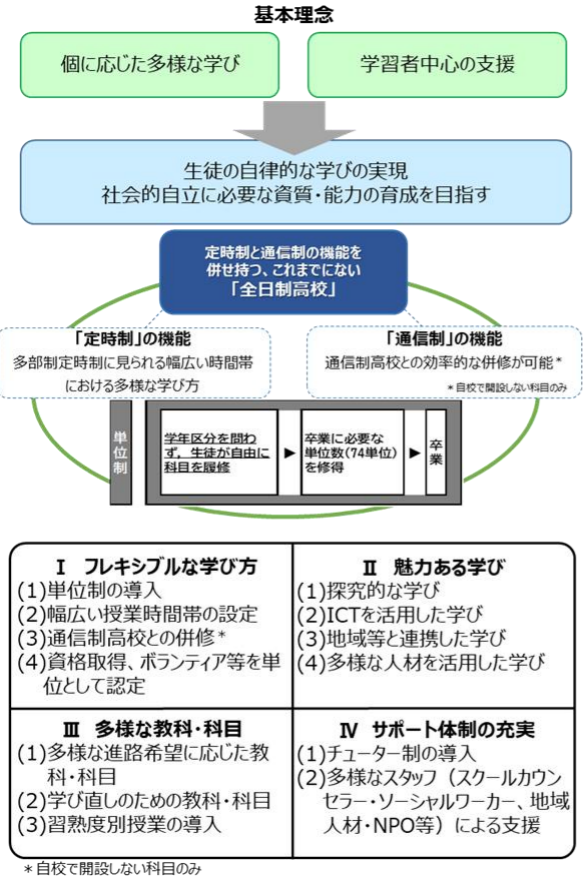 基本理念
個に応じた多様な学び
学習者中心の支援
生徒の自律的な学びの実現
社会的自立に必要な資質・能力の育成を目指す
定時制と通信制の機能を
併せ持つ、これまでにない
「全日制高校」
「定時制」の機能
多部制定時制に見られる幅広い時間帯
における多様な学び方
「通信制」の機能
通信制高校との効率的な併修が可能*
*自校で開設しない科目のみ
単位制
学年区分を問わ
ず，生徒が自由に
科目を履修
▶
卒業に必要な
単位数(74単位)
を修得
▶
卒業
Ⅰ フレキシブルな学び方
(1)単位制の導入
(2)幅広い授業時間帯の設定
(3)通信制高校との併修*
(4)資格取得、ボランティア等を単
位として認定
Ⅱ 魅力ある学び
(1)探究的な学び
(2)ICTを活用した学び
(3)地域等と連携した学び
(4)多様な人材を活用した学び
Ⅲ 多様な教科・科目
(1)多様な進路希望に応じた教
科・科目
(2)学び直しのための教科・科目
(3)習熟度別授業の導入
Ⅳ サポート体制の充実
(1)チューター制の導入
(2)多様なスタッフ（スクールカウン
セラー・ソーシャルワーカー、地域
人材・NPO等）による支援
*自校で開設しない科目のみ